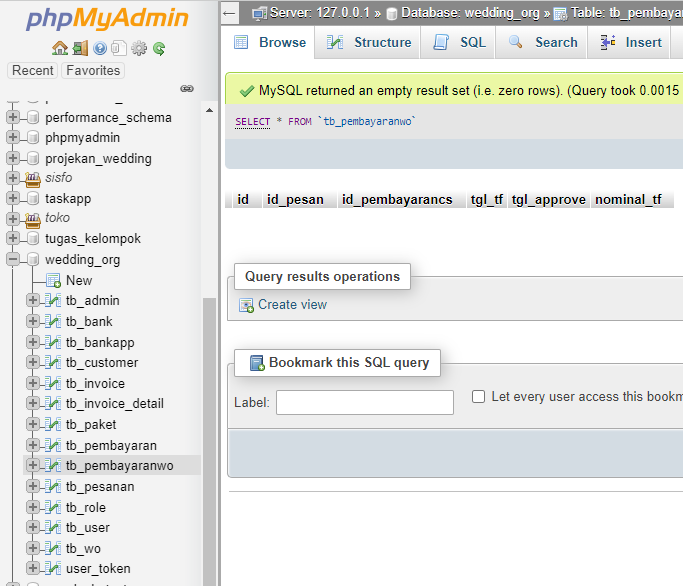 phpMyAdmin
Recent Favorites
performance_schema
phpmyadmin
projekan_wedding
sisfo
taskapp
toko
tugas_kelompok
wedding_org
New
tb_admin
tb_bank
tb_bankapp
tb_customer
tb_invoice
tb_invoice_detail
tb_paket
tb_pembayaran
tb_pembayaranwo
tb_pesanan
tb_role
tb_user
tb_wo
user_token
Server: 127.0.0.1 » Database: wedding_org » Table: tb_pembaya
Browse Structure SQL Search Insert
MySQL returned an empty result set (i.e. zero rows). (Query took 0.0015
SELECT * FROM `tb_pembayaranwo`
id id_pesan id_pembayarancs tgl_tf tgl_approve nominal_tf
Query results operations
Create view
Bookmark this SQL query
Label: Let every user access this bookm